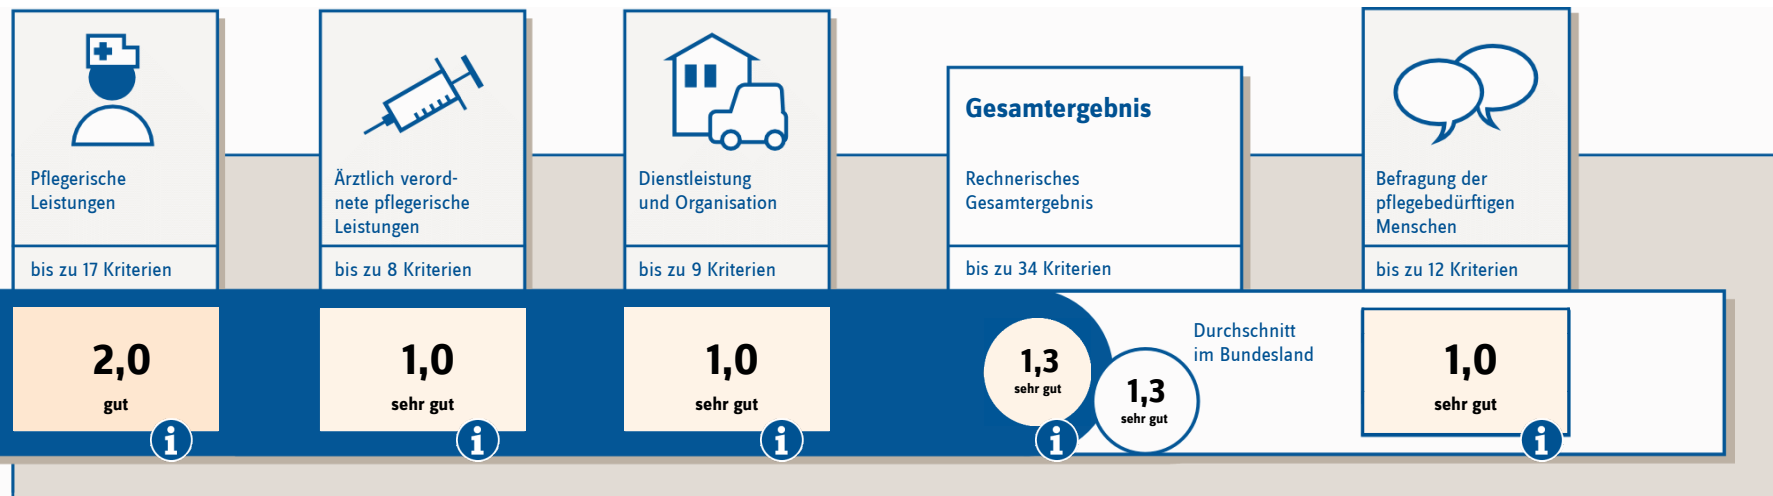 Pflegerische
Leistungen
bis zu 17 Kriterien
2,0
gut
i
Ärztlich verord-
nete pflegerische
Leistungen
bis zu 8 Kriterien
1,0
sehr gut
i
Dienstleistung
und Organisation
bis zu 9 Kriterien
1,0
sehr gut
i
Gesamtergebnis
Rechnerisches
Gesamtergebnis
bis zu 34 Kriterien
1,3
sehr gut
i
Durchschnitt
im Bundesland
1,3
sehr gut
Befragung der
pflegebedürftigen
Menschen
bis zu 12 Kriterien
1,0
sehr gut
i